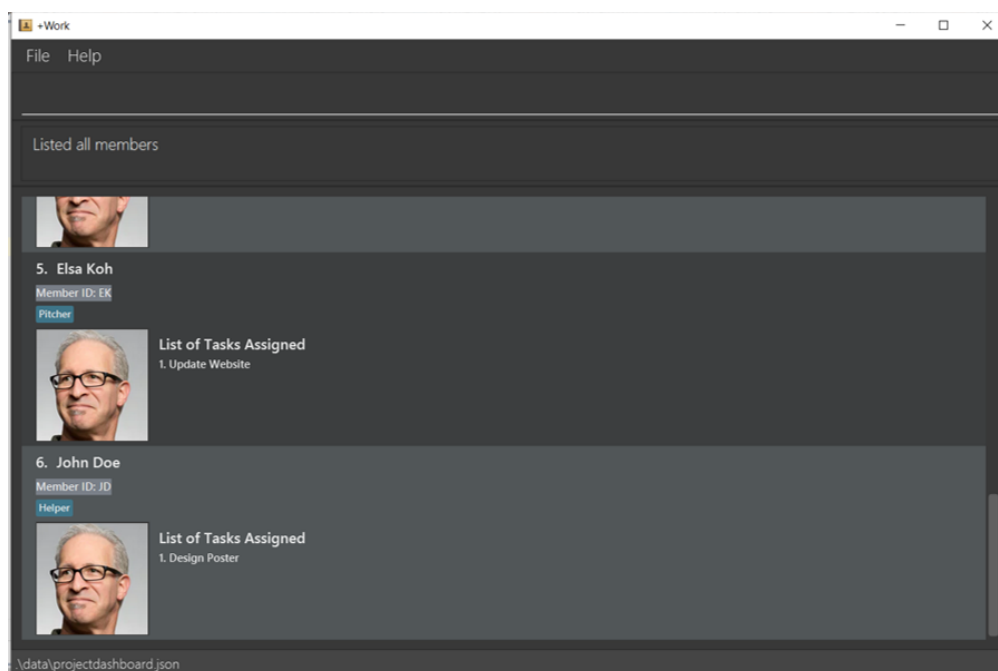 +Work
File Help
Listed all members
5. Elsa Koh
Member ID: EK
Pitcher
List of Tasks Assigned
1. Update Website
6. John Doe
Member ID: JD
Helper
List of Tasks Assigned
1. Design Poster
.\data\projectdashboard.json